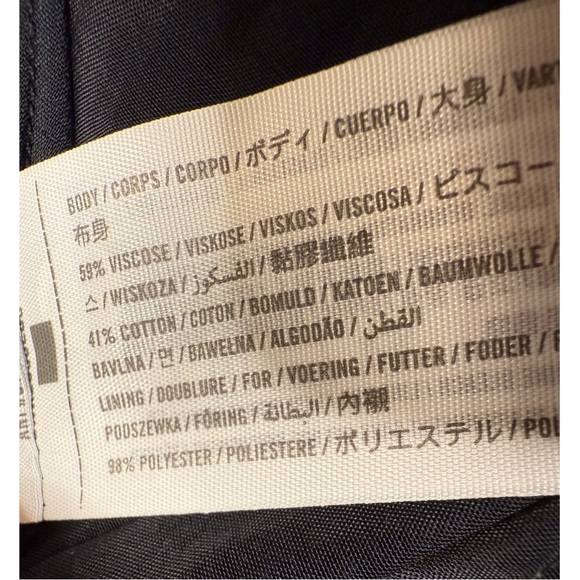 BODY / CORPS / CORPO / ボディ / CUERPO / 大身 / VAR
布身
59% VISCOSE / VISKOSE / VISKOS / VISCOSA / ビスコー
스 / WISKOZA / الفسكوز / 黏膠纖維
41% COTTON / COTON / BOMULD / KATOEN / BAUMWOLLE /
BAVLNA / 면 / BAWEŁNA / ALGODÃO / القطن
LINING / DOUBLURE / FOR / VOERING / FUTTER / FODER / F
PODSZEWKA / FÔRING / البطانة / 內襯
98% POLYESTER / POLIESTERE / ポリエステル / POL